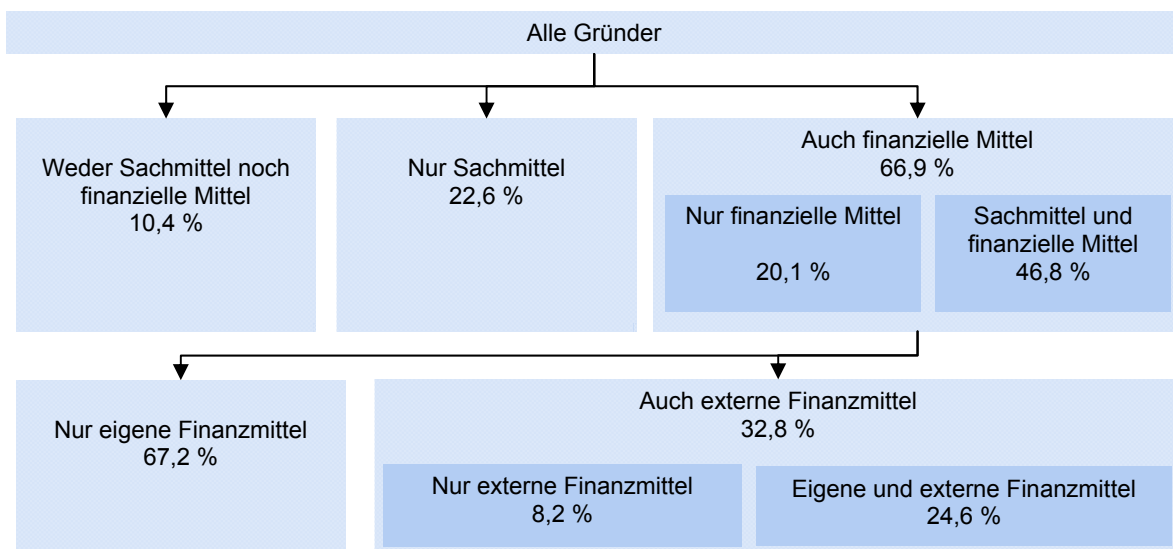 Alle Gründer
Weder Sachmittel noch
finanzielle Mittel
10,4 %
Nur Sachmittel
22,6 %
Auch finanzielle Mittel
66,9 %
Nur finanzielle Mittel
20,1 %
Sachmittel und
finanzielle Mittel
46,8 %
Nur eigene Finanzmittel
67,2 %
Auch externe Finanzmittel
32,8 %
Nur externe Finanzmittel
8,2 %
Eigene und externe Finanzmittel
24,6 %